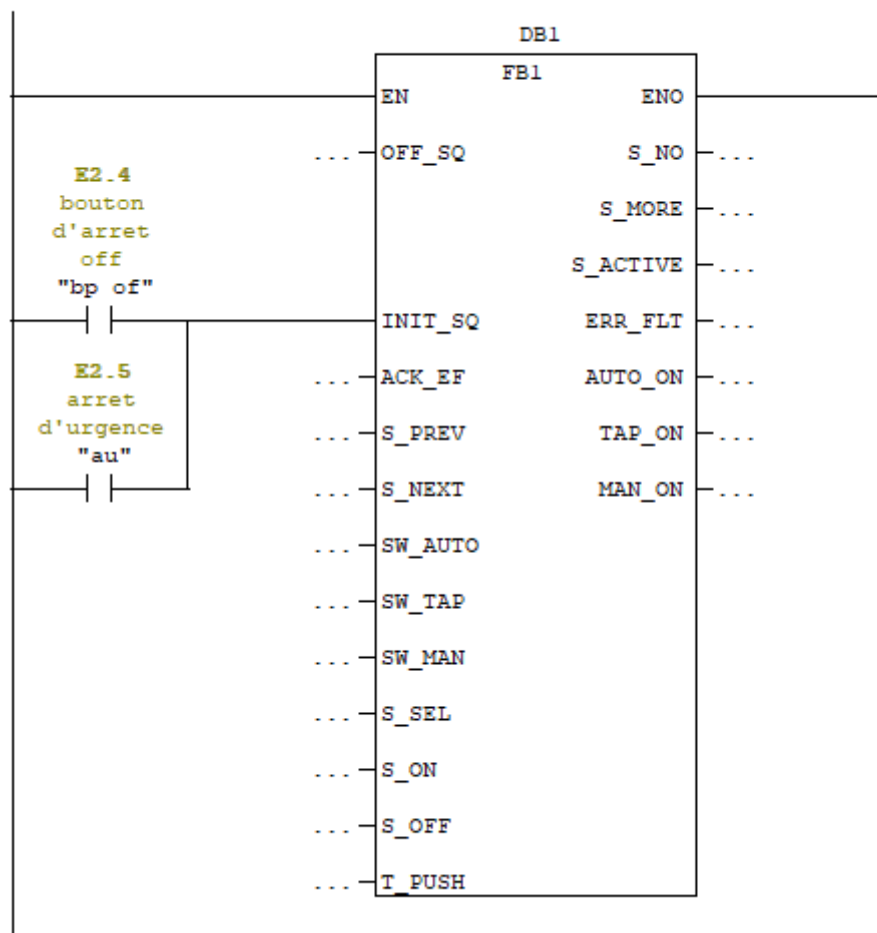 DB1
FB1
EN ENO
... OFF_SQ S_NO ...
E2.4
bouton
d'arret
off
"bp of"
S_MORE ...
S_ACTIVE ...
INIT_SQ ERR_FLT ...
E2.5
arret
d'urgence
"au"
... ACK_EF AUTO_ON ...
... S_PREV TAP_ON ...
... S_NEXT MAN_ON ...
... SW_AUTO
... SW_TAP
... SW_MAN
... S_SEL
... S_ON
... S_OFF
... T_PUSH